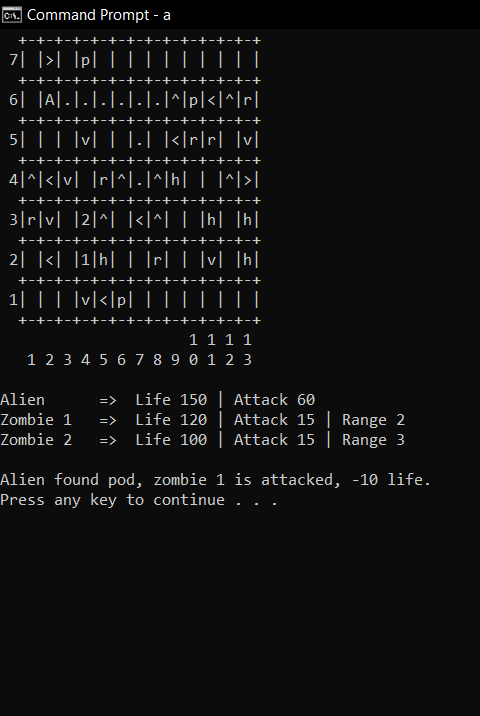 Command Prompt - a
  +-+-+-+-+-+-+-+-+-+-+-+-+-+
 7| |>| |p| | | | | | | | | |
  +-+-+-+-+-+-+-+-+-+-+-+-+-+
 6| |A|.|.|.|.|.|.|^|p|<|^|r|
  +-+-+-+-+-+-+-+-+-+-+-+-+-+
 5| | | |v| | |.| |<|r|r| |v|
  +-+-+-+-+-+-+-+-+-+-+-+-+-+
 4|^|<|v| |r|^|.|^|h| | |^|>|
  +-+-+-+-+-+-+-+-+-+-+-+-+-+
 3|r|v| |2|^| |<|^| | |h| |h|
  +-+-+-+-+-+-+-+-+-+-+-+-+-+
 2| |<| |1|h| | |r| | |v| |h|
  +-+-+-+-+-+-+-+-+-+-+-+-+-+
 1| | | |v|<|p| | | | | | | |
  +-+-+-+-+-+-+-+-+-+-+-+-+-+
                     1 1 1 1
   1 2 3 4 5 6 7 8 9 0 1 2 3
Alien      =>  Life 150 | Attack 60
Zombie 1   =>  Life 120 | Attack 15 | Range 2
Zombie 2   =>  Life 100 | Attack 15 | Range 3
Alien found pod, zombie 1 is attacked, -10 life.
Press any key to continue . . .